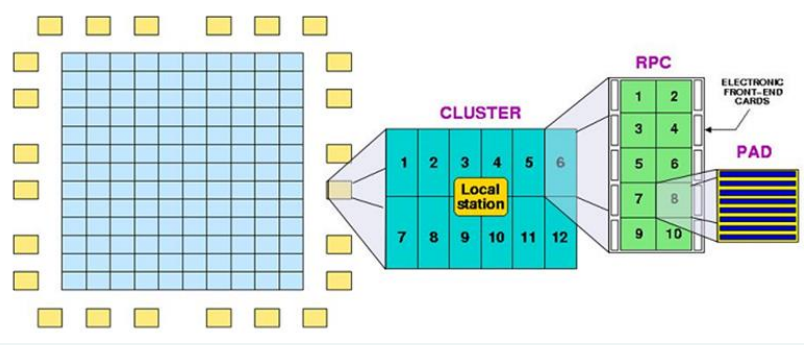 RPC
ELECTRONIC
FRONT-END
CARDS
CLUSTER
PAD
1 2 3 4 5 6
Local
station
7 8 9 10 11 12
1 2
3 4
5 6
7 8
9 10